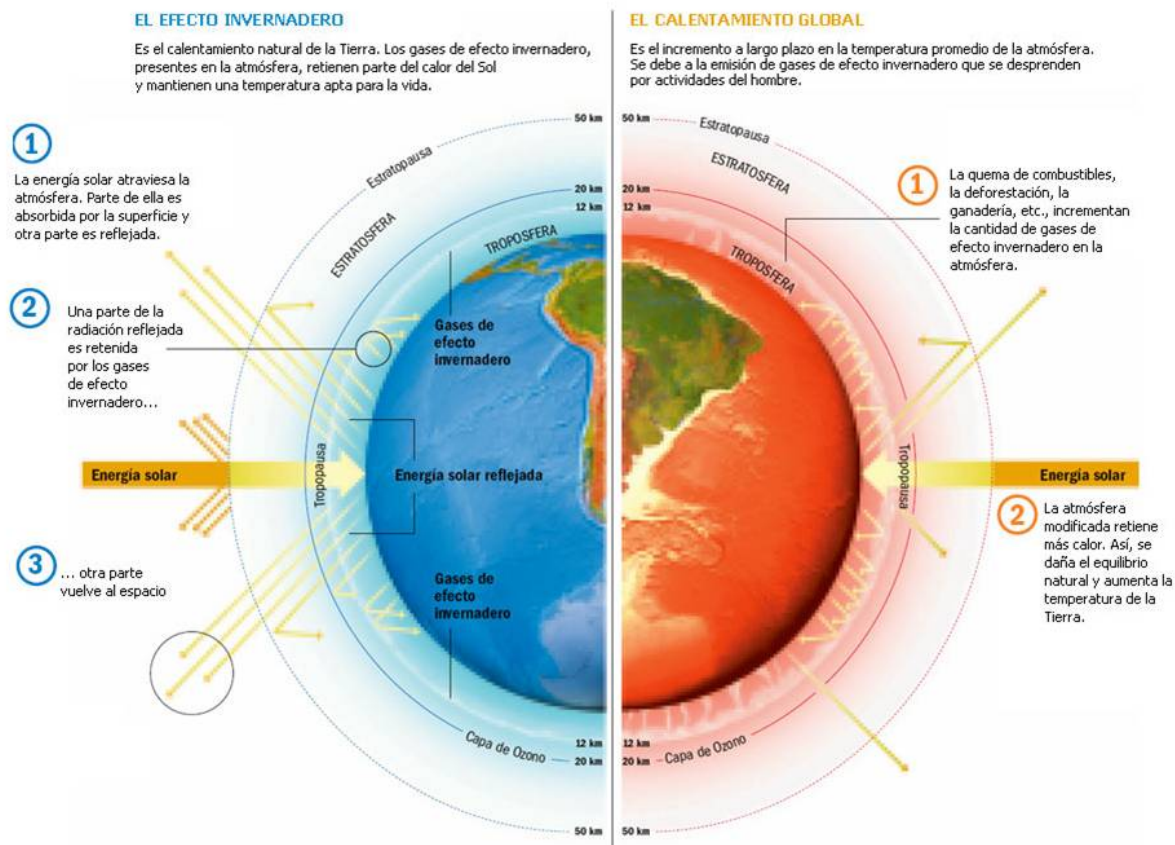 EL EFECTO INVERNADERO
Es el calentamiento natural de la Tierra. Los gases de efecto invernadero,
presentes en la atmósfera, retienen parte del calor del Sol
y mantienen una temperatura apta para la vida.
1
La energía solar atraviesa la
atmósfera. Parte de ella es
absorbida por la superficie y
otra parte es reflejada.
2
Una parte de la
radiación reflejada
es retenida
por los gases
de efecto
invernadero...
Energía solar
3
... otra parte
vuelve al espacio
50 km
Estratopausa
20 km
12 km
ESTRATOSFERA
TROPOSFERA
Gases de
efecto
invernadero
Tropopausa
Energía solar reflejada
Gases de
efecto
invernadero
Capa de Ozono
12 km
20 km
50 km
EL CALENTAMIENTO GLOBAL
Es el incremento a largo plazo en la temperatura promedio de la atmósfera.
Se debe a la emisión de gases de efecto invernadero que se desprenden
por actividades del hombre.
50 km
Estratopausa
ESTRATOSFERA
20 km
12 km
TROPOSFERA
1
La quema de combustibles,
la deforestación, la
ganadería, etc., incrementan
la cantidad de gases de
efecto invernadero en la
atmósfera.
Tropopausa
Energía solar
2
La atmósfera
modificada retiene
más calor. Así, se
daña el equilibrio
natural y aumenta la
temperatura de la
Tierra.
12 km
20 km
Capa de Ozono
50 km